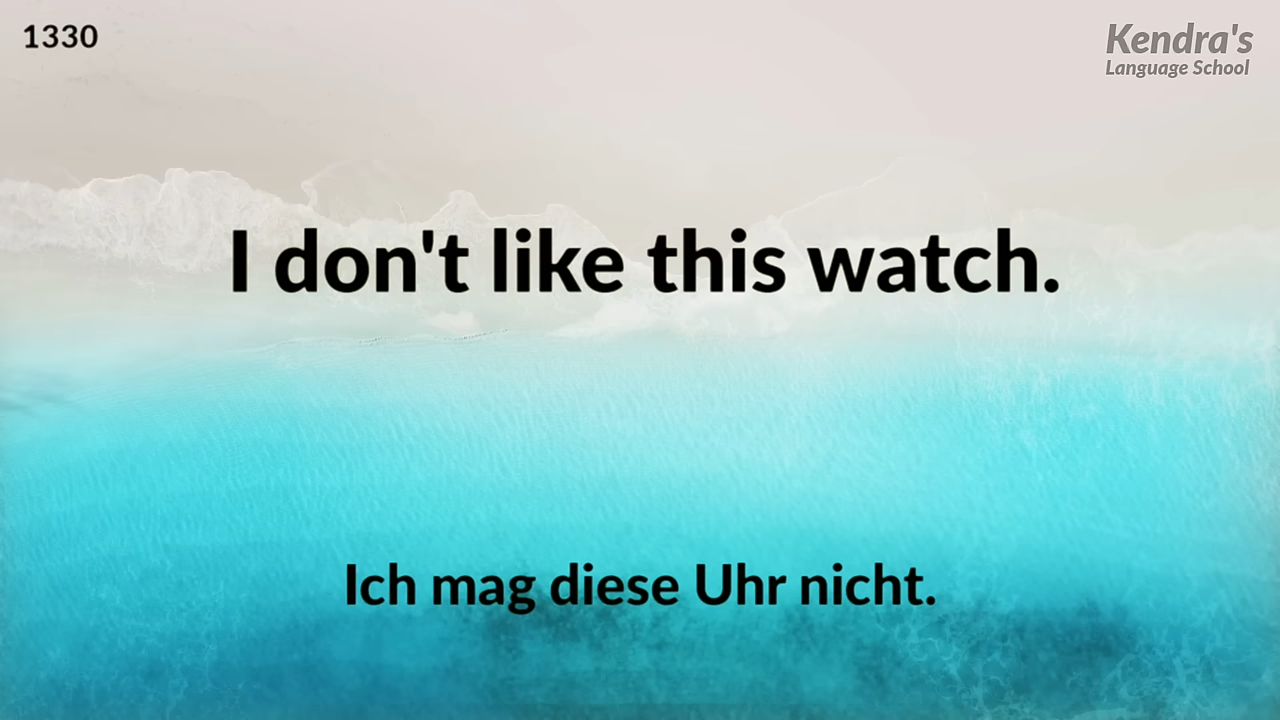 1330
Kendra's
Language School
I don't like this watch.
Ich mag diese Uhr nicht.